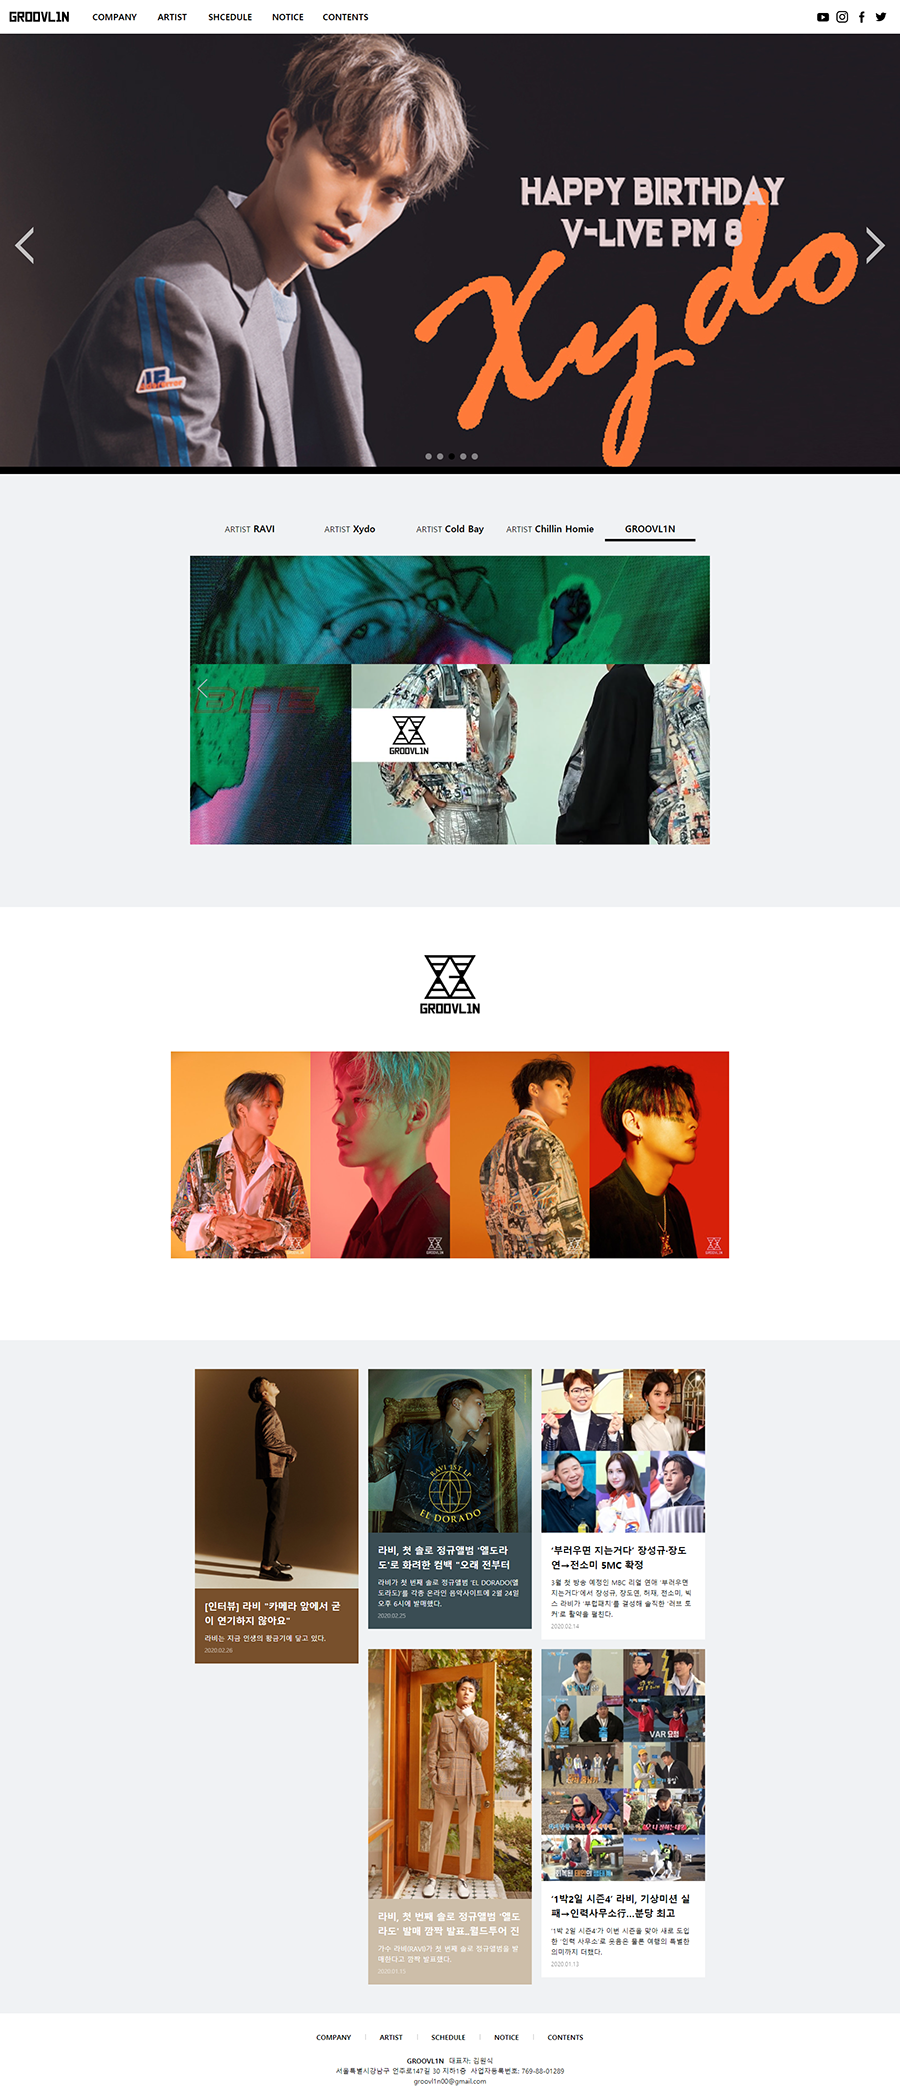 GROOVL1N COMPANY ARTIST SHCEDULE NOTICE CONTENTS
HAPPY BIRTHDAY
V-LIVE PM 8
Xydo
ARTIST RAVI ARTIST Xydo ARTIST Cold Bay ARTIST Chillin Homie GROOVL1N
GROOVL1N
GROOVL1N
RAVI 1ST LP
EL DORADO
[인터뷰] 라비 "카메라 앞에서 굳
이 연기하지 않아요"
라비는 지금 인생의 황금기에 닿고 있다.
2020.02.26
라비, 첫 솔로 정규앨범 '엘도라
도'로 화려한 컴백 "오래 전부터
라비가 첫 번째 솔로 정규앨범 'EL DORADO(엘
도라도)'를 각종 온라인 음악사이트에 2월 24일
오후 6시에 발매했다.
2020.02.25
'부러우면 지는거다' 장성규·장도
연→전소미 5MC 확정
3월 첫 방송 예정인 MBC 리얼 연애 '부러우면
지는거다'에서 장성규, 장도연, 허재, 전소미, 빅
스 라비가 '부럽패치'를 결성해 솔직한 '러브 토
커'로 활약을 펼친다.
2020.02.14
라비, 첫 번째 솔로 정규앨범 '엘도
라도' 발매 깜짝 발표..월드투어 진
가수 라비(RAVI)가 첫 번째 솔로 정규앨범을 발
매한다고 깜짝 발표했다.
2020.01.15
VAR 요청
'1박2일 시즌4' 라비, 기상미션 실
패→인력사무소行…분당 최고
'1박 2일 시즌4'가 이번 시즌을 맞아 새로 도입
한 '인력 사무소'로 웃음은 물론 여행의 특별한
의미까지 더했다.
2020.01.13
COMPANY ARTIST SCHEDULE NOTICE CONTENTS
GROOVL1N 대표자: 김원식
서울특별시강남구 언주로147길 30 지하1층 사업자등록번호: 769-88-01289
groovl1n00@gmail.com